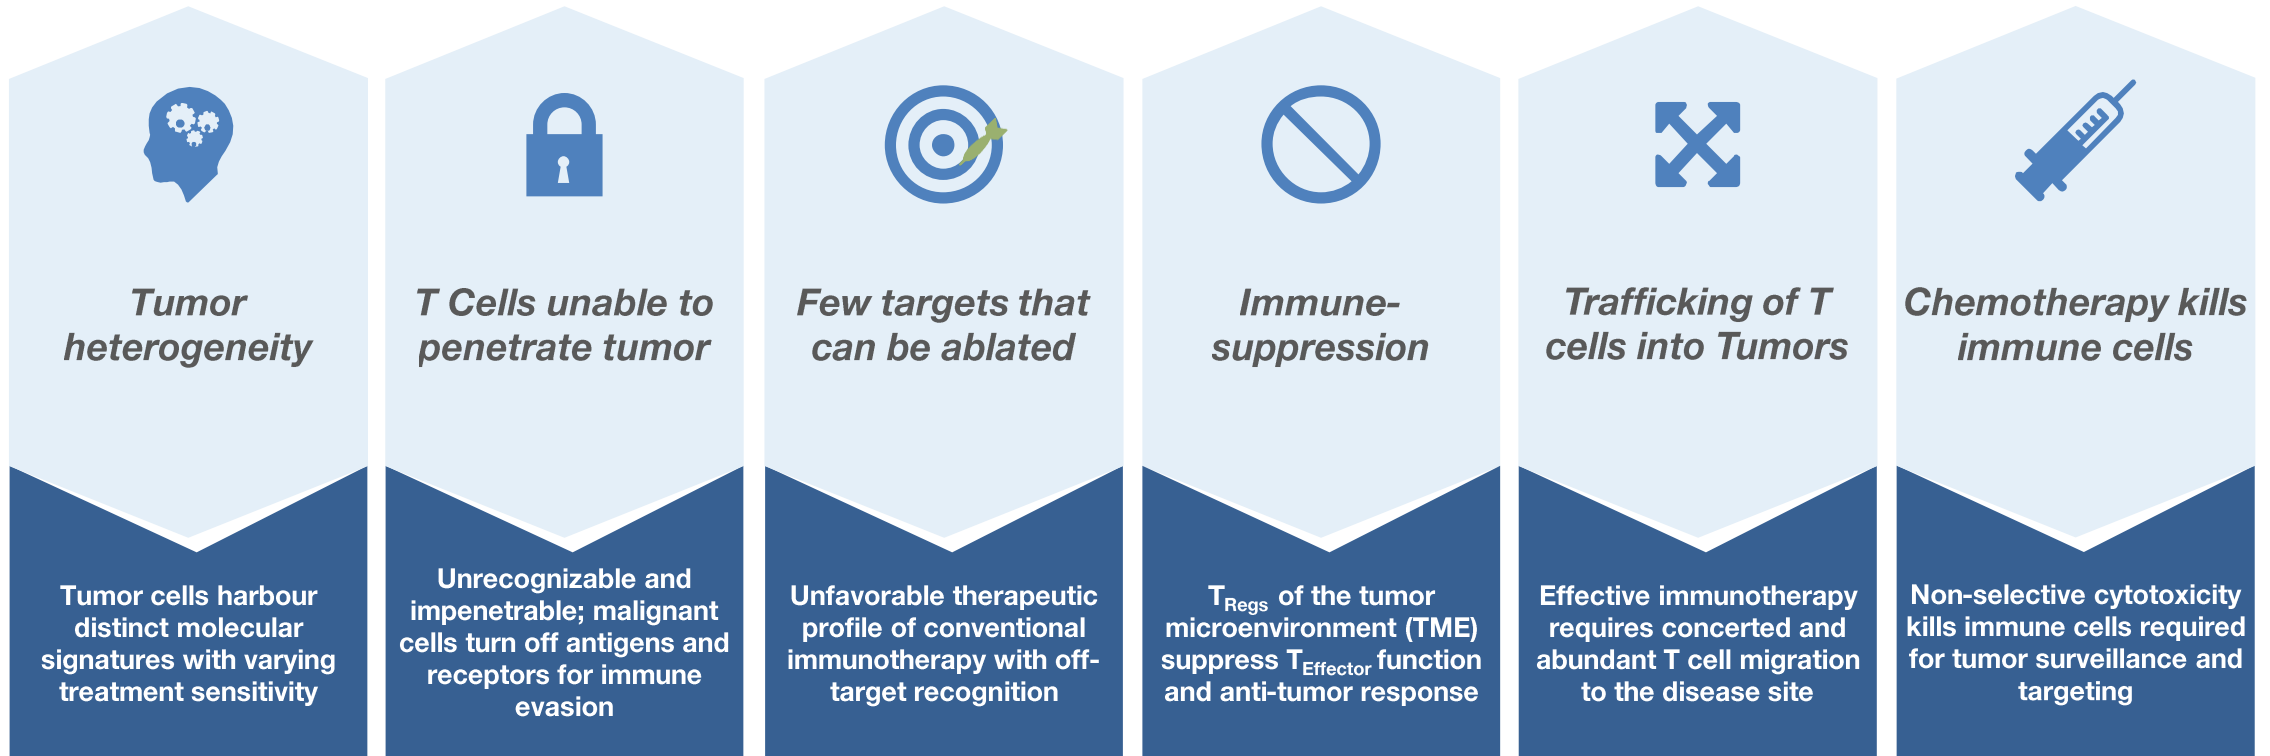 Tumor
heterogeneity
T Cells unable to
penetrate tumor
Few targets that
can be ablated
Immune-
suppression
Trafficking of T
cells into Tumors
Chemotherapy kills
immune cells
Tumor cells harbour
distinct molecular
signatures with varying
treatment sensitivity
Unrecognizable and
impenetrable; malignant
cells turn off antigens and
receptors for immune
evasion
Unfavorable therapeutic
profile of conventional
immunotherapy with off-
target recognition
TRegs of the tumor
microenvironment (TME)
suppress TEffector function
and anti-tumor response
Effective immunotherapy
requires concerted and
abundant T cell migration
to the disease site
Non-selective cytotoxicity
kills immune cells required
for tumor surveillance and
targeting